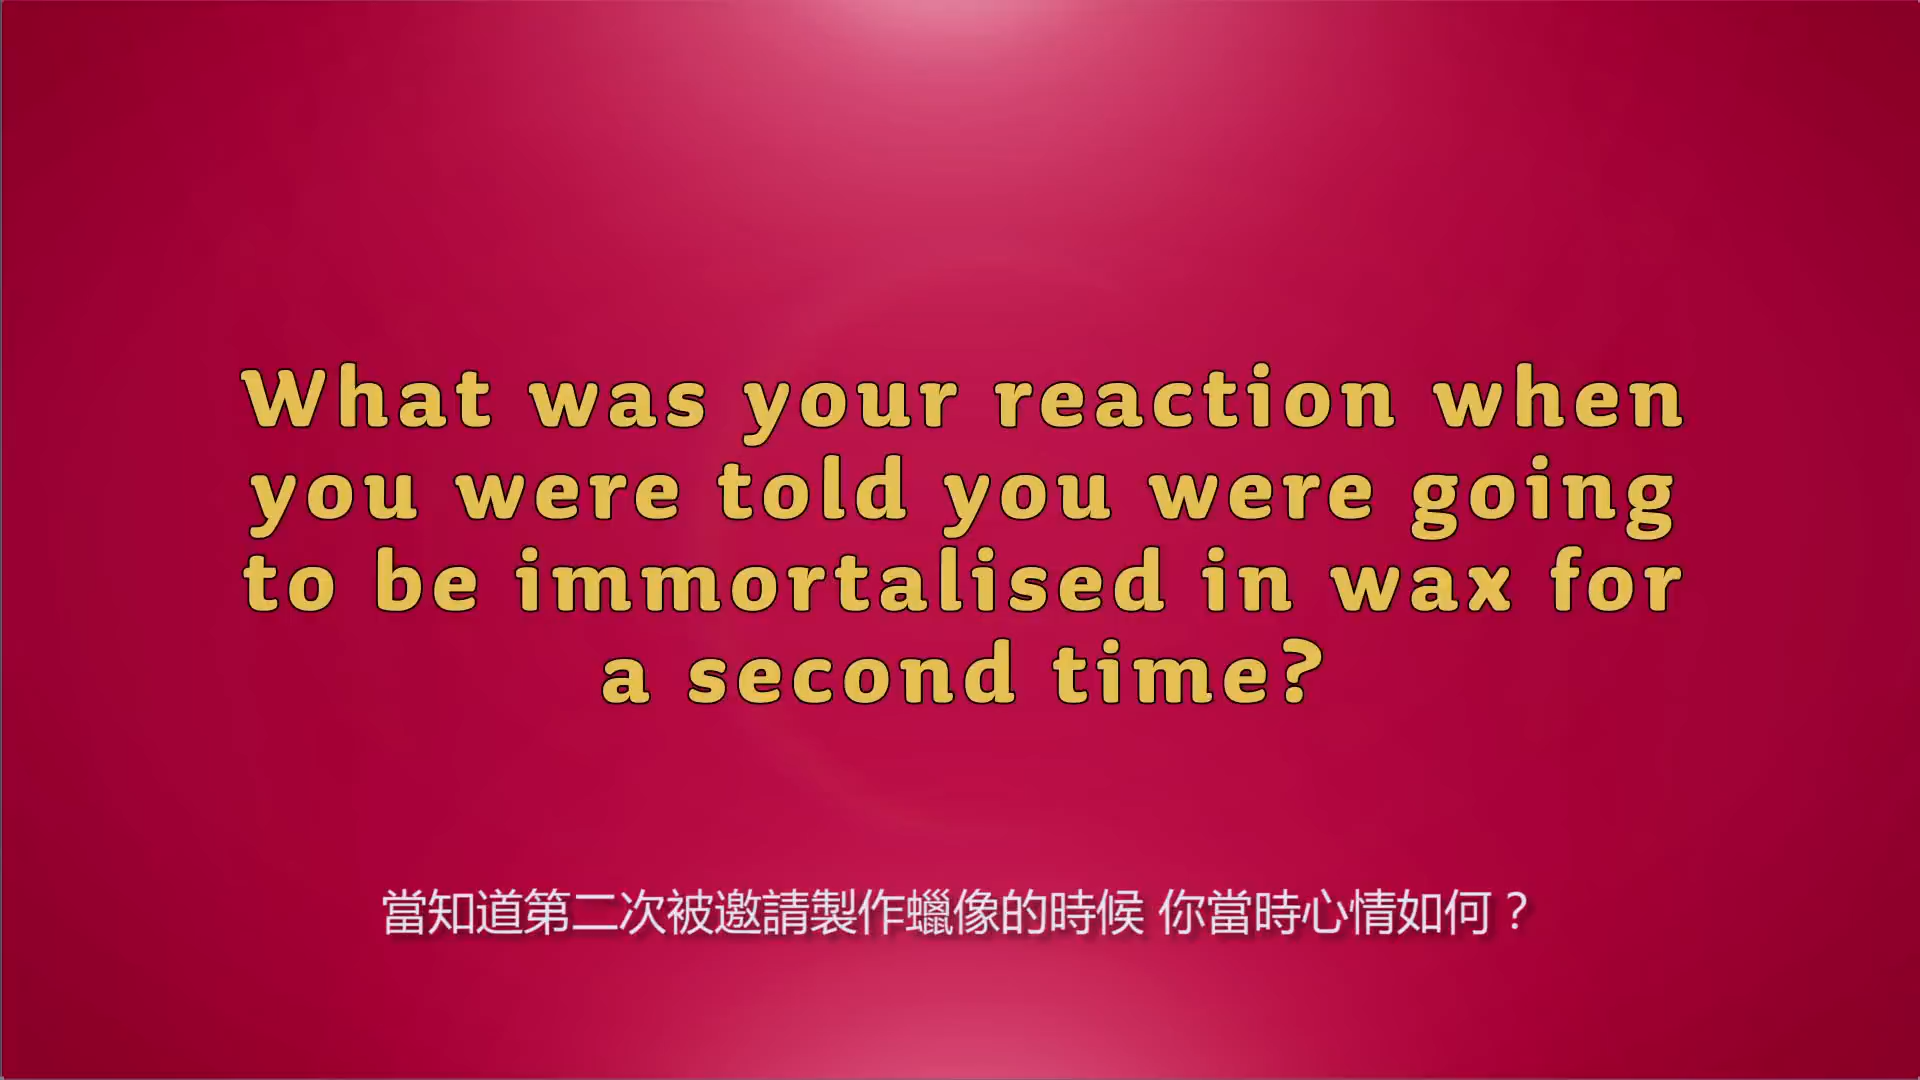 What was your reaction when
you were told you were going
to be immortalised in wax for
a second time?
當知道第二次被邀請製作蠟像的時候 你當時心情如何？